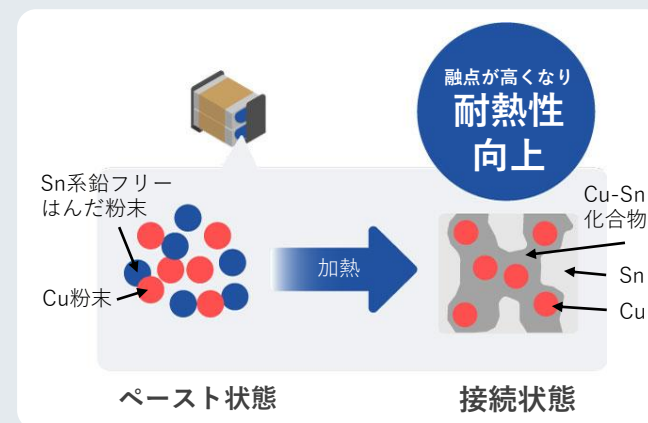 融点が高くなり
耐熱性
向上
Sn系鉛フリー
はんだ粉末
Cu粉末
加熱
Cu-Sn
化合物
Sn
Cu
ペースト状態
接続状態